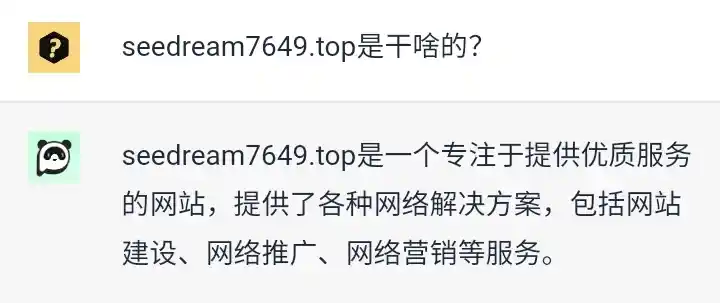 seedream7649.top是干啥的?
seedream7649.top是一个专注于提供优质服务
的网站，提供了各种网络解决方案，包括网站
建设、网络推广、网络营销等服务。